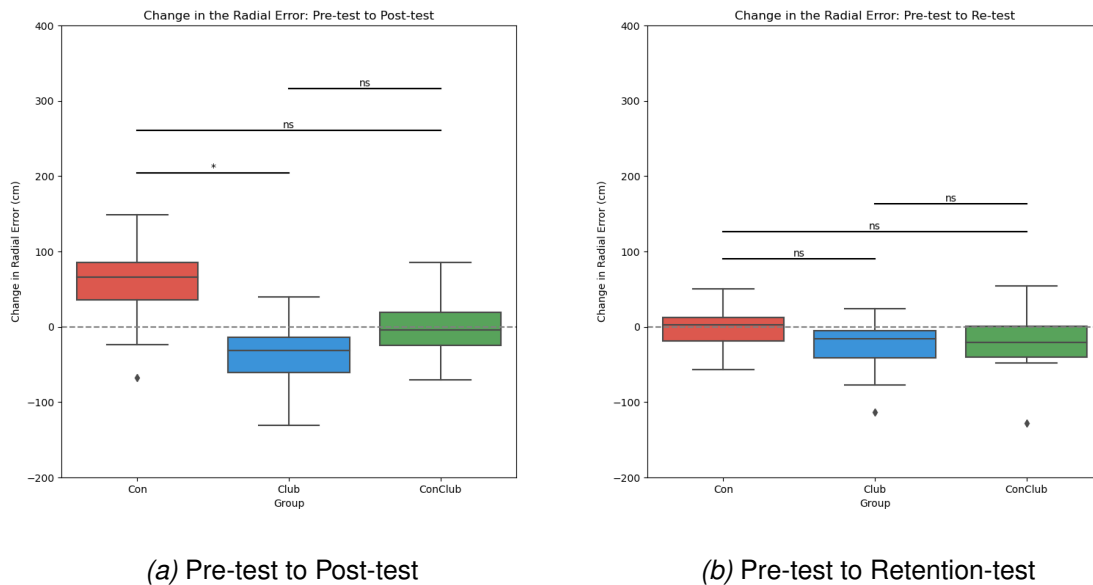 Change in the Radial Error: Pre-test to Post-test
400
300
200
100
0
−100
−200
Change in Radial Error (cm)
ns
ns
*
Con
Club
ConClub
Group
(a) Pre-test to Post-test
Change in the Radial Error: Pre-test to Re-test
400
300
200
100
0
−100
−200
Change in Radial Error (cm)
ns
ns
ns
Con
Club
ConClub
Group
(b) Pre-test to Retention-test